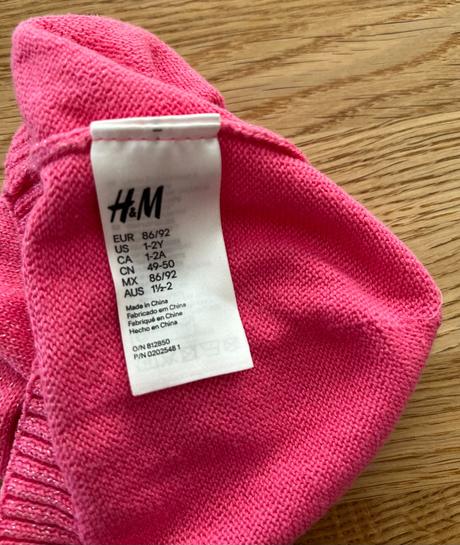 H&M
EUR 86/92
US 1-2Y
CA 1-2A
CN 49-50
MX 86/92
AUS 1½-2
Made in China
Fabricado em China
Fabriqué en Chine
Hecho en China
O/N 812850
P/N 0202548.1